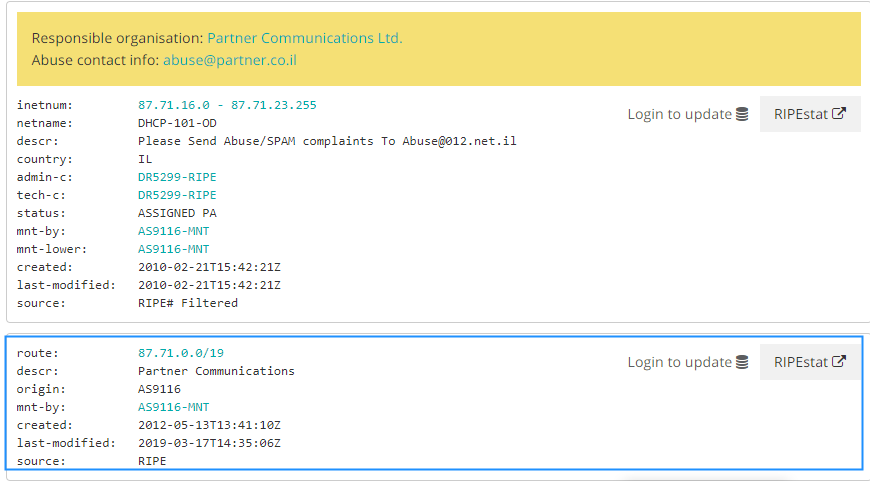 Responsible organisation: Partner Communications Ltd.
Abuse contact info: abuse@partner.co.il
inetnum: 87.71.16.0 - 87.71.23.255
Login to update RIPEstat
netname: DHCP-101-OD
descr: Please Send Abuse/SPAM complaints To Abuse@012.net.il
country: IL
admin-c: DR5299-RIPE
tech-c: DR5299-RIPE
status: ASSIGNED PA
mnt-by: AS9116-MNT
mnt-lower: AS9116-MNT
created: 2010-02-21T15:42:21Z
last-modified: 2010-02-21T15:42:21Z
source: RIPE# Filtered
route: 87.71.0.0/19
Login to update RIPEstat
descr: Partner Communications
origin: AS9116
mnt-by: AS9116-MNT
created: 2012-05-13T13:41:10Z
last-modified: 2019-03-17T14:35:06Z
source: RIPE